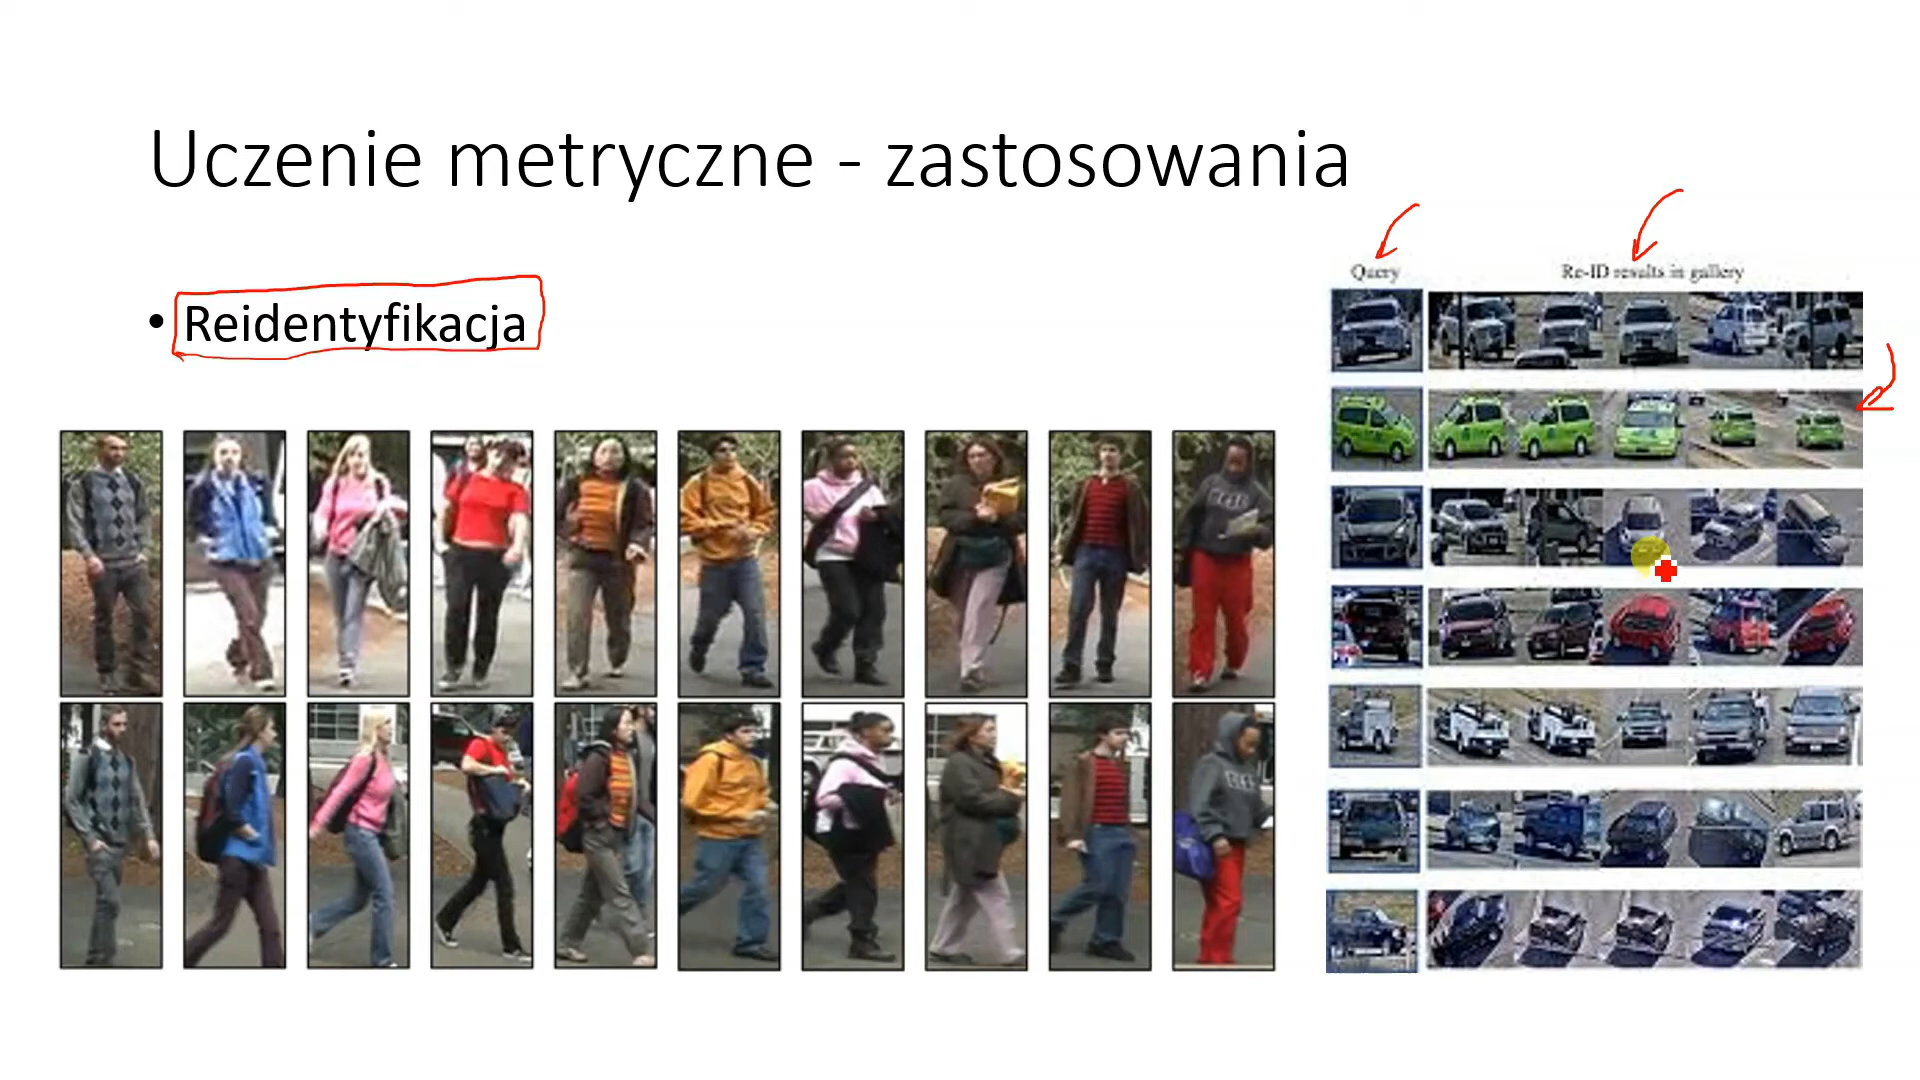 Uczenie metryczne - zastosowania
• Reidentyfikacja
Query
Re-ID results in gallery